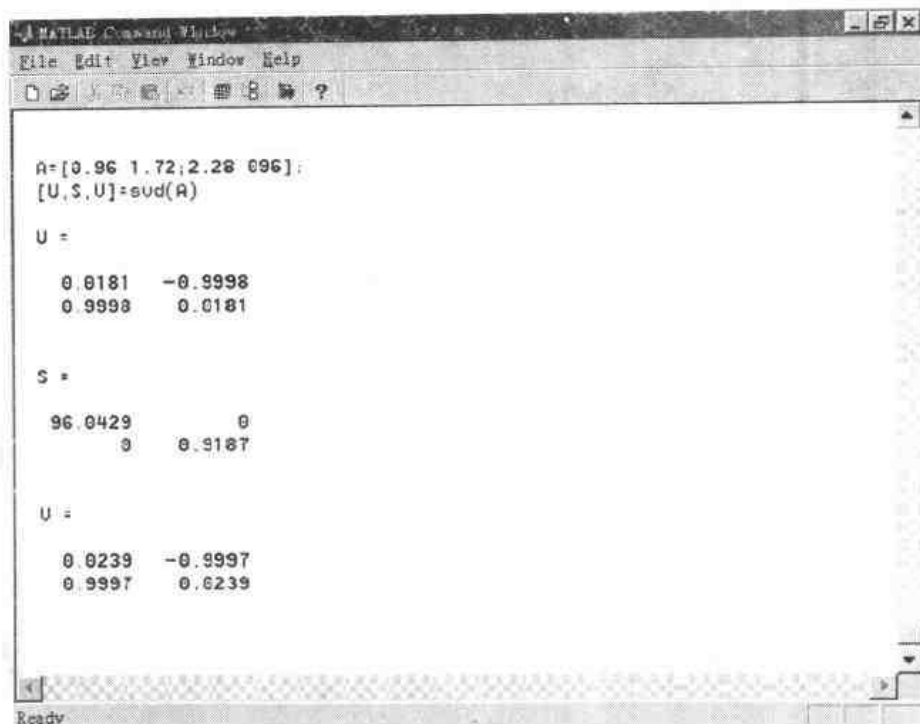 MATLAB Command Window
File Edit View Window Help
A=[0.96 1.72;2.28 096];
[U,S,V]=svd(A)
U =
0.0181 -0.9998
0.9998 0.0181
S =
96.0429 0
0 0.9187
V =
0.0239 -0.9997
0.9997 0.0239
Ready